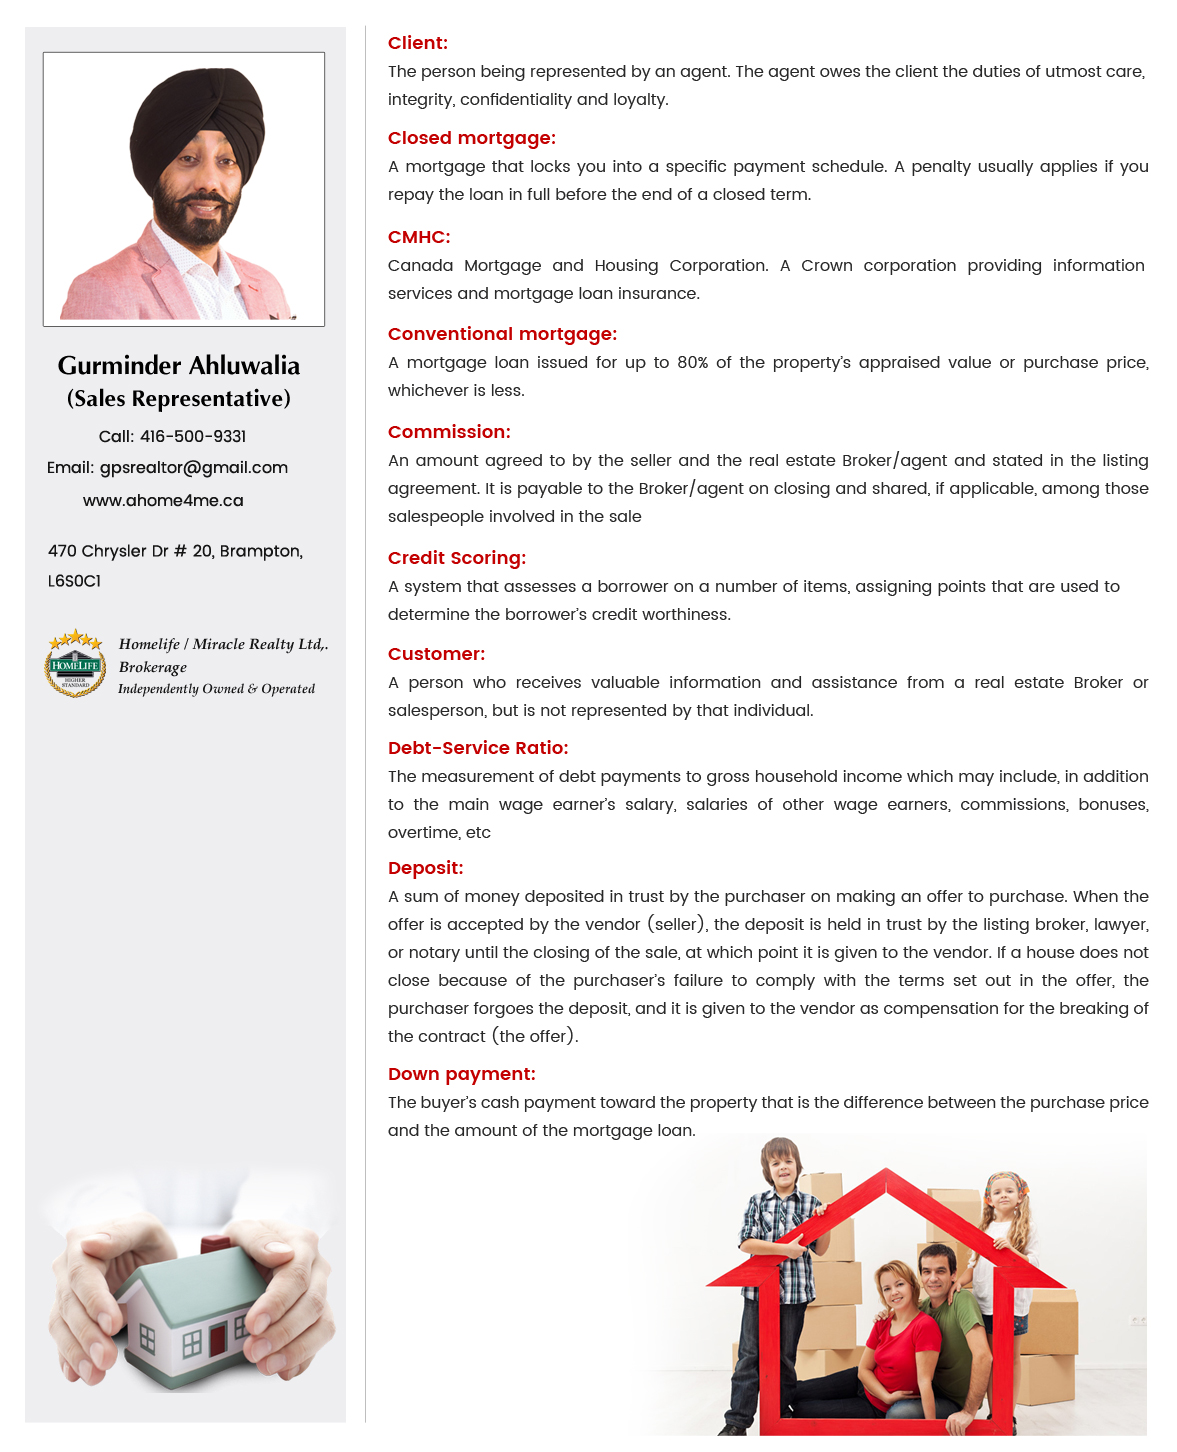 Gurminder Ahluwalia
(Sales Representative)
Call: 416-500-9331
Email: gpsrealtor@gmail.com
www.ahome4me.ca
470 Chrysler Dr # 20, Brampton,
L6S0C1
HOMELIFE
HIGHER
STANDARD
Homelife / Miracle Realty Ltd,.
Brokerage
Independently Owned & Operated
Client:
The person being represented by an agent. The agent owes the client the duties of utmost care,
integrity, confidentiality and loyalty.
Closed mortgage:
A mortgage that locks you into a specific payment schedule. A penalty usually applies if you
repay the loan in full before the end of a closed term.
CMHC:
Canada Mortgage and Housing Corporation. A Crown corporation providing information
services and mortgage loan insurance.
Conventional mortgage:
A mortgage loan issued for up to 80% of the property’s appraised value or purchase price,
whichever is less.
Commission:
An amount agreed to by the seller and the real estate Broker/agent and stated in the listing
agreement. It is payable to the Broker/agent on closing and shared, if applicable, among those
salespeople involved in the sale
Credit Scoring:
A system that assesses a borrower on a number of items, assigning points that are used to
determine the borrower’s credit worthiness.
Customer:
A person who receives valuable information and assistance from a real estate Broker or
salesperson, but is not represented by that individual.
Debt-Service Ratio:
The measurement of debt payments to gross household income which may include, in addition
to the main wage earner’s salary, salaries of other wage earners, commissions, bonuses,
overtime, etc
Deposit:
A sum of money deposited in trust by the purchaser on making an offer to purchase. When the
offer is accepted by the vendor (seller), the deposit is held in trust by the listing broker, lawyer,
or notary until the closing of the sale, at which point it is given to the vendor. If a house does not
close because of the purchaser’s failure to comply with the terms set out in the offer, the
purchaser forgoes the deposit, and it is given to the vendor as compensation for the breaking of
the contract (the offer).
Down payment:
The buyer’s cash payment toward the property that is the difference between the purchase price
and the amount of the mortgage loan.